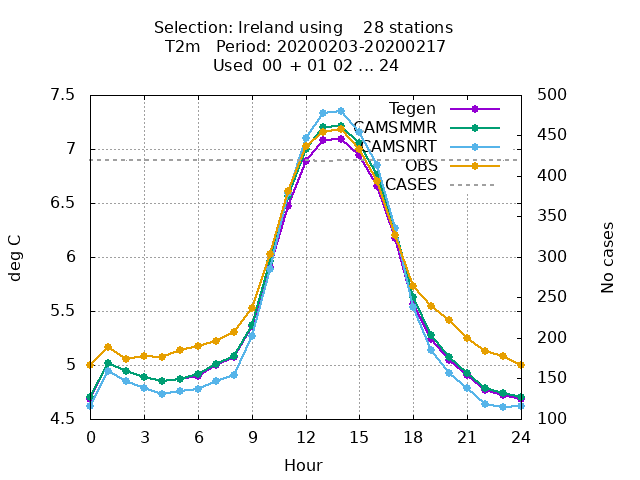 Selection: Ireland using    28 stations
T2m   Period: 20200203-20200217
Used  00  + 01 02 ... 24
7.5
7
6.5
6
5.5
5
4.5
500
450
400
350
300
250
200
150
100
Tegen
CAMSMMR
CAMSNRT
OBS
CASES
deg C
No cases
0 3 6 9 12 15 18 21 24
Hour